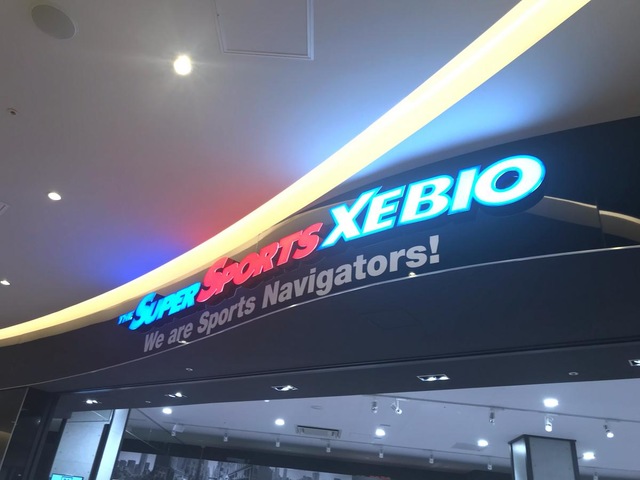 THE SUPER SPORTS XEBIO
We are Sports Navigators!